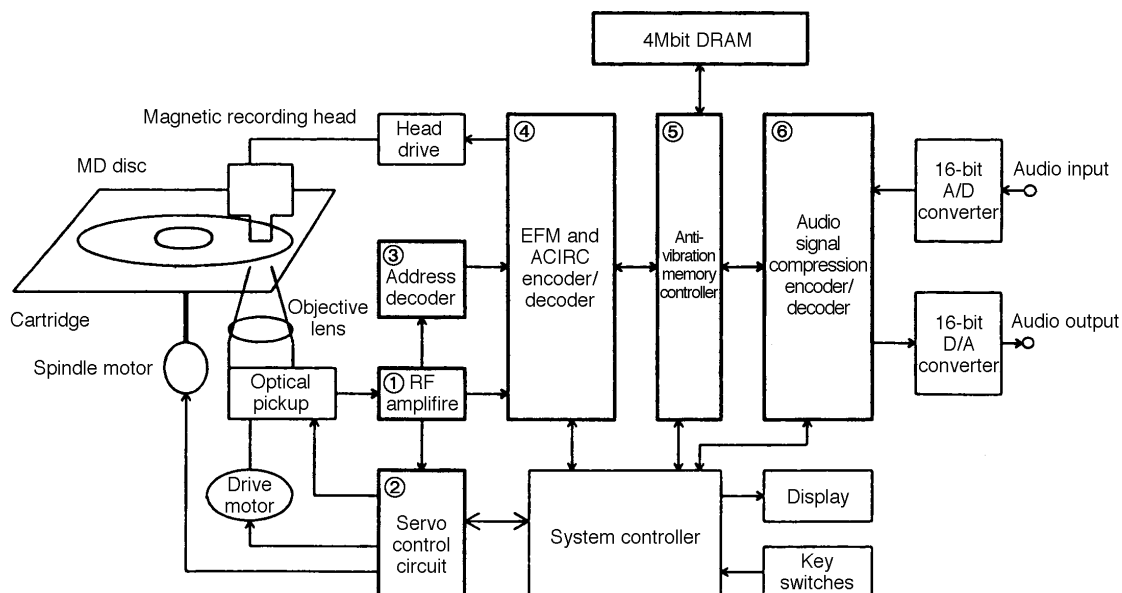 4Mbit DRAM
Magnetic recording head
Head
drive
MD disc
④
EFM and
ACIRC
encoder/
decoder
⑤
Anti-
vibration
memory
controller
⑥
Audio
signal
compression
encoder/
decoder
16-bit
A/D
converter
Audio input
③
Address
decoder
Objective
lens
Cartridge
Spindle motor
Optical
pickup
① RF
amplifire
16-bit
D/A
converter
Audio output
Drive
motor
②
Servo
control
circuit
System controller
Display
Key
switches